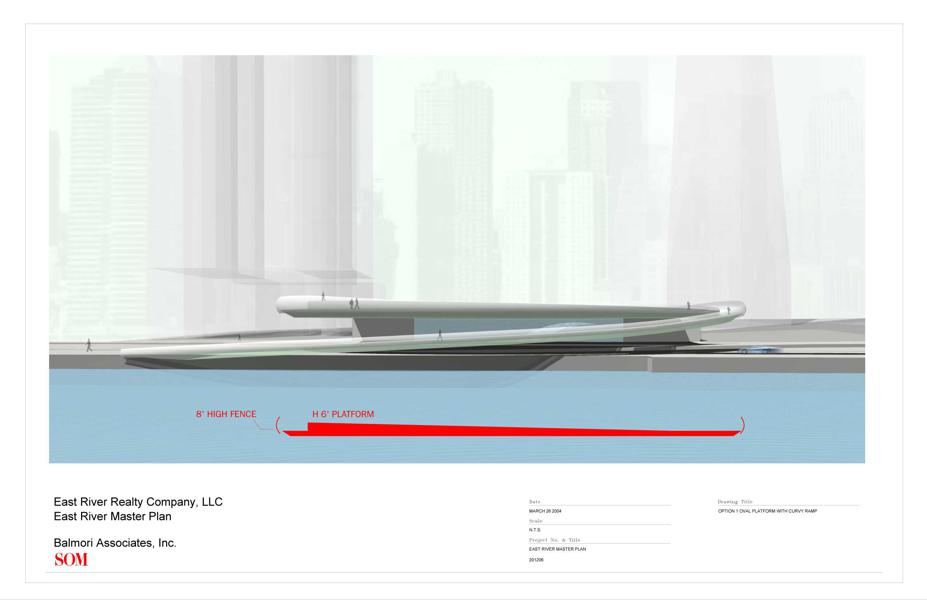 8' HIGH FENCE
H 6' PLATFORM
East River Realty Company, LLC
East River Master Plan
Balmori Associates, Inc.
SOM
Date
MARCH 26 2004
Scale
N.T.S.
Project No. & Title
EAST RIVER MASTER PLAN
201206
Drawing Title
OPTION 1 OVAL PLATFORM WITH CURVY RAMP